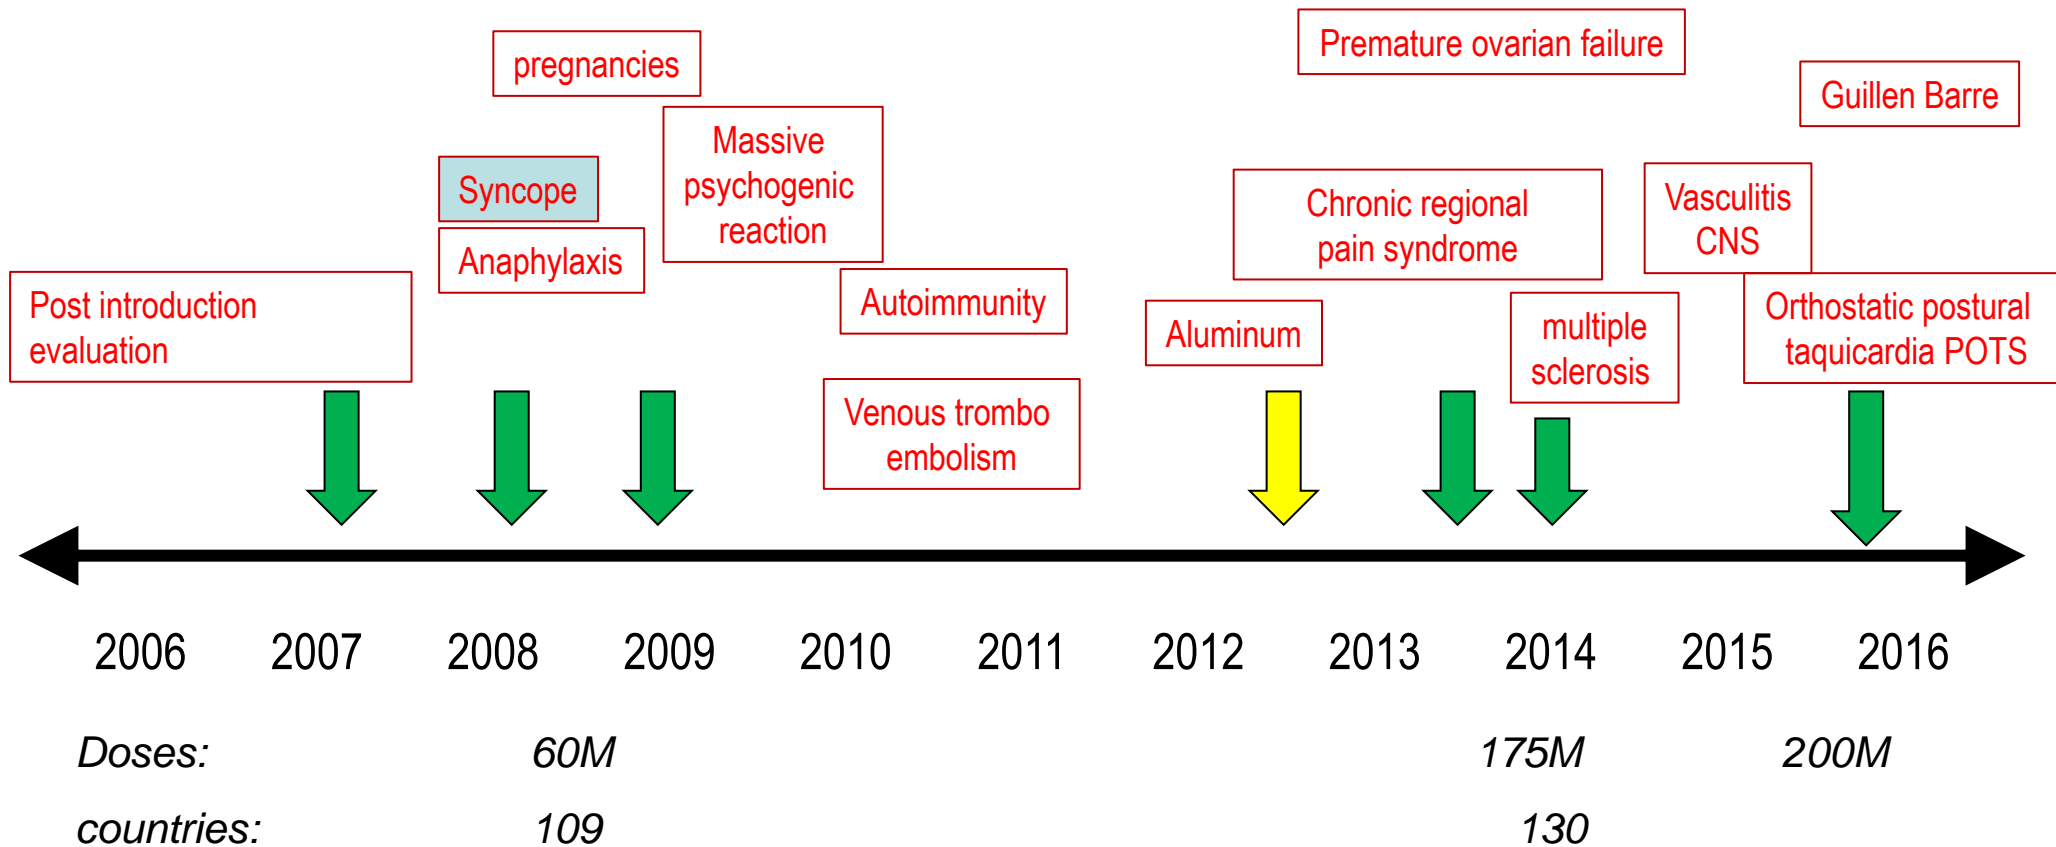 Premature ovarian failure
pregnancies
Guillen Barre
Massive
psychogenic
reaction
Syncope
Anaphylaxis
Chronic regional
pain syndrome
Vasculitis
CNS
Post introduction
evaluation
Autoimmunity
Aluminum
multiple
sclerosis
Orthostatic postural
taquicardia POTS
Venous trombo
embolism
2006 2007 2008 2009 2010 2011 2012 2013 2014 2015 2016
Doses: 60M 175M 200M
countries: 109 130